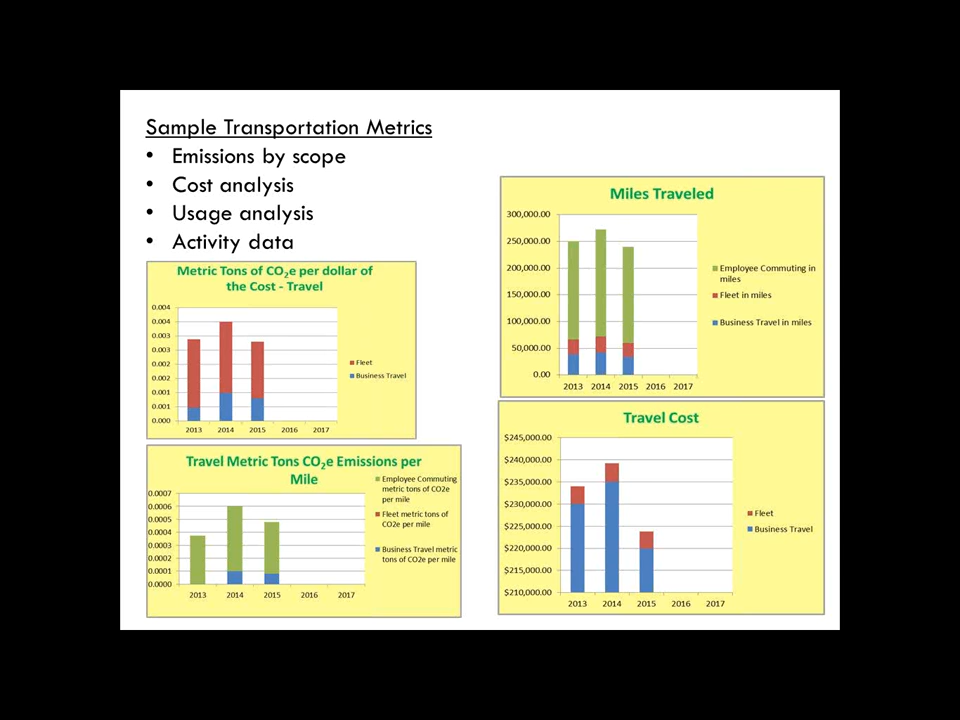 Sample Transportation Metrics
• Emissions by scope
• Cost analysis
• Usage analysis
• Activity data
Metric Tons of CO2e per dollar of
the Cost - Travel
0.004
0.004
0.003
0.003
0.002
0.002
0.001
0.001
0.000
2013 2014 2015 2016 2017
Fleet
Business Travel
Travel Metric Tons CO2e Emissions per
Mile
0.0007
0.0006
0.0005
0.0004
0.0003
0.0002
0.0001
0.0000
2013 2014 2015 2016 2017
Employee Commuting
metric tons of CO2e
per mile
Fleet metric tons of
CO2e per mile
Business Travel metric
tons of CO2e per mile
Miles Traveled
300,000.00
250,000.00
200,000.00
150,000.00
100,000.00
50,000.00
0.00
2013 2014 2015 2016 2017
Employee Commuting in
miles
Fleet in miles
Business Travel in miles
Travel Cost
$245,000.00
$240,000.00
$235,000.00
$230,000.00
$225,000.00
$220,000.00
$215,000.00
$210,000.00
2013 2014 2015 2016 2017
Fleet
Business Travel